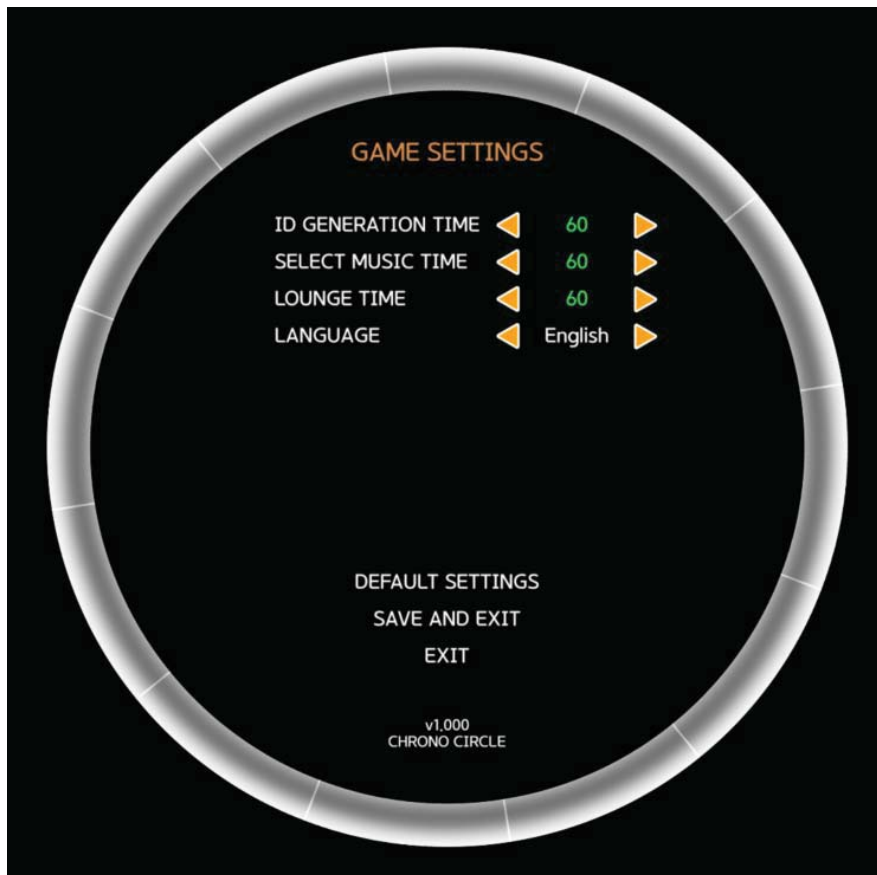 GAME SETTINGS
ID GENERATION TIME 60
SELECT MUSIC TIME 60
LOUNGE TIME 60
LANGUAGE English
DEFAULT SETTINGS
SAVE AND EXIT
EXIT
v1,000
CHRONO CIRCLE